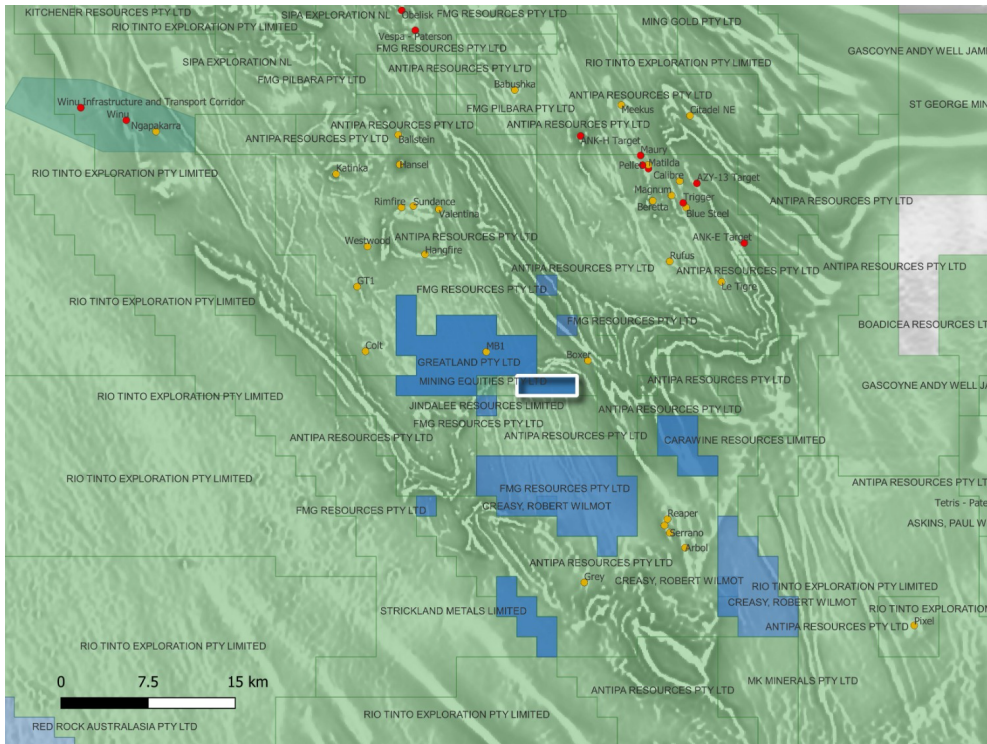 KITCHENER RESOURCES PTY LTD
SIPA EXPLORATION NL
Obelisk
FMG RESOURCES PTY LTD
MING GOLD PTY LTD
RIO TINTO EXPLORATION PTY LIMITED
Vespa - Paterson
FMG RESOURCES PTY LTD
GASCOYNE ANDY WELL JAMI
SIPA EXPLORATION NL
ANTIPA RESOURCES PTY LTD
RIO TINTO EXPLORATION PTY LIMITED
FMG PILBARA PTY LTD
Babushka
ANTIPA RESOURCES PTY LTD
Winu Infrastructure and Transport Corridor
FMG PILBARA PTY LTD
Meekus
Citadel NE
ST GEORGE MIN
Winu
Ngapakarra
ANTIPA RESOURCES PTY LTD
ANTIPA RESOURCES PTY LTD
ANTIPA RESOURCES PTY LTD
Ballstein
ANK-H Target
Maury
Matilda
RIO TINTO EXPLORATION PTY LIMITED
Katinka
Hansel
Calibre
AZY-13 Target
Magnum
Trigger
ANTIPA RESOURCES PTY LTD
Rimfire
Sundance
Valentina
Beretta
Blue Steel
Westwood
ANTIPA RESOURCES PTY LTD
Hangfire
ANK-E Target
Rufus
ANTIPA RESOURCES PTY LTD
ANTIPA RESOURCES PTY LTD
ANTIPA RESOURCES PTY LTD
GT1
FMG RESOURCES PTY LTD
Le Tigre
RIO TINTO EXPLORATION PTY LIMITED
FMG RESOURCES PTY LTD
BOADICEA RESOURCES LT
Colt
MB1
Boxer
GREATLAND PTY LTD
MINING EQUITIES PTY LTD
ANTIPA RESOURCES PTY LTD
GASCOYNE ANDY WELL JA
RIO TINTO EXPLORATION PTY LIMITED
JINDALEE RESOURCES LIMITED
ANTIPA RESOURCES PTY LTD
FMG RESOURCES PTY LTD
ANTIPA RESOURCES PTY LTD
ANTIPA RESOURCES PTY LTD
CARAWINE RESOURCES LIMITED
RIO TINTO EXPLORATION PTY LIMITED
FMG RESOURCES PTY LTD
ANTIPA RESOURCES PTY LT
FMG RESOURCES PTY LTD
CREASY, ROBERT WILMOT
Tetris - Pate
Reaper
ASKINS, PAUL W
Serrano
Arbol
ANTIPA RESOURCES PTY LTD
Grey
CREASY, ROBERT WILMOT
RIO TINTO EXPLORATION PTY LIMITED
STRICKLAND METALS LIMITED
CREASY, ROBERT WILMOT
RIO TINTO EXPLORATION
ANTIPA RESOURCES PTY LTD
Pixel
RIO TINTO EXPLORATION PTY LIMITED
MK MINERALS PTY LTD
0 7.5 15 km
ANTIPA RESOURCES PTY LTD
RIO TINTO EXPLORATION PTY LIMITED
RED ROCK AUSTRALASIA PTY LTD